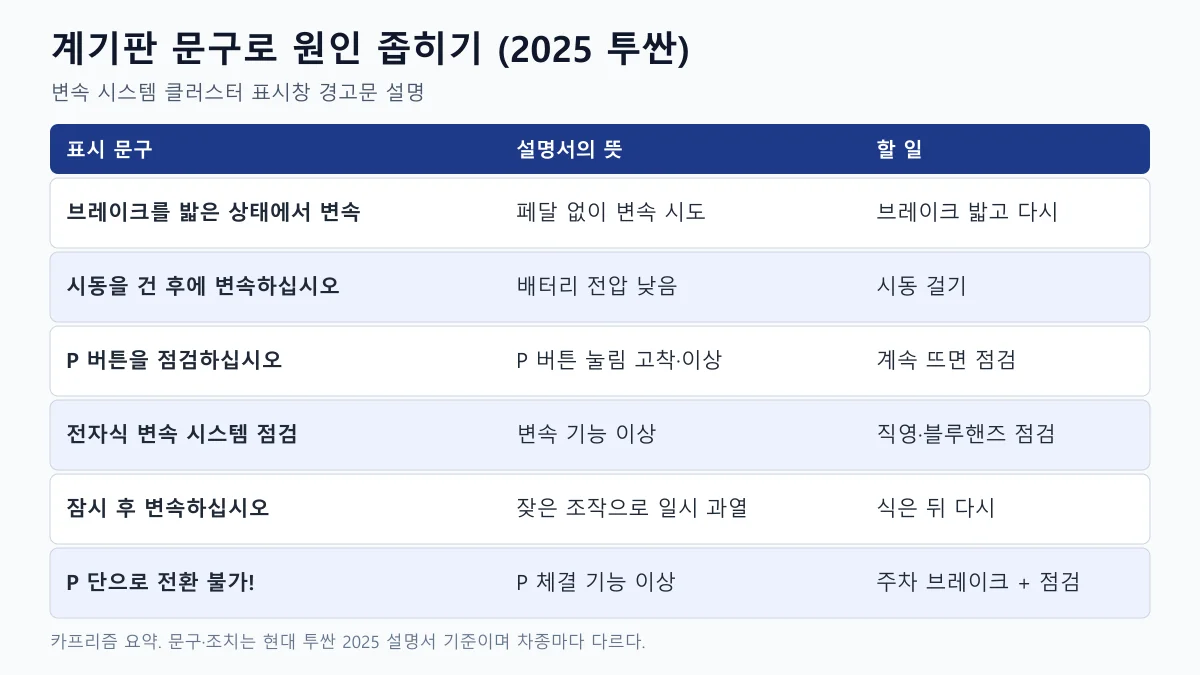 계기판 문구로 원인 좁히기 (2025 투싼)
변속 시스템 클러스터 표시창 경고문 설명
표시 문구 설명서의 뜻 할 일
브레이크를 밟은 상태에서 변속 페달 없이 변속 시도 브레이크 밟고 다시
시동을 건 후에 변속하십시오 배터리 전압 낮음 시동 걸기
P 버튼을 점검하십시오 P 버튼 눌림 고착·이상 계속 뜨면 점검
전자식 변속 시스템 점검 변속 기능 이상 직영·블루핸즈 점검
잠시 후 변속하십시오 잦은 조작으로 일시 과열 식은 뒤 다시
P 단으로 전환 불가! P 체결 기능 이상 주차 브레이크 + 점검
카프리즘 요약. 문구·조치는 현대 투싼 2025 설명서 기준이며 차종마다 다르다.